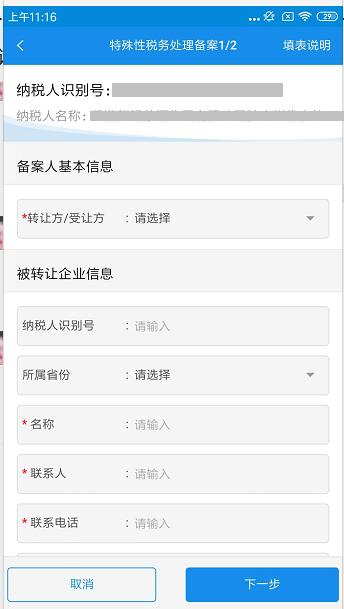 上午11:16
29
特殊性税务处理备案1/2
填表说明
纳税人识别号:
纳税人名称:
备案人基本信息
*转让方/受让方 : 请选择
被转让企业信息
纳税人识别号 : 请输入
所属省份 : 请选择
* 名称 : 请输入
* 联系人 : 请输入
* 联系电话 : 请输入
取消
下一步